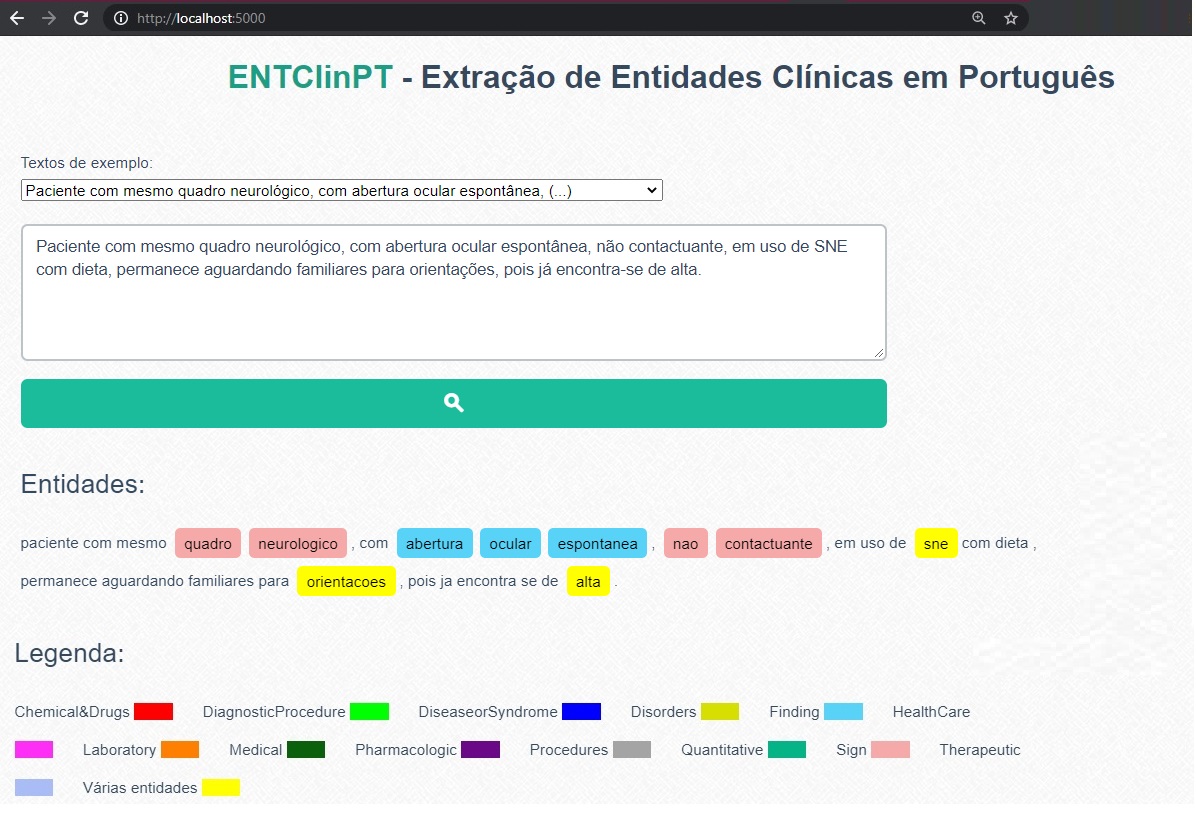 http://localhost:5000
ENTClinPT - Extração de Entidades Clínicas em Português
Textos de exemplo:
Paciente com mesmo quadro neurológico, com abertura ocular espontânea, (...)
Paciente com mesmo quadro neurológico, com abertura ocular espontânea, não contactuante, em uso de SNE
com dieta, permanece aguardando familiares para orientações, pois já encontra-se de alta.
Entidades:
paciente com mesmo quadro neurologico , com abertura ocular espontanea , nao contactuante , em uso de sne com dieta ,
permanece aguardando familiares para orientacoes , pois ja encontra se de alta .
Legenda:
Chemical&Drugs DiagnosticProcedure DiseaseorSyndrome Disorders Finding HealthCare
Laboratory Medical Pharmacologic Procedures Quantitative Sign Therapeutic
Várias entidades